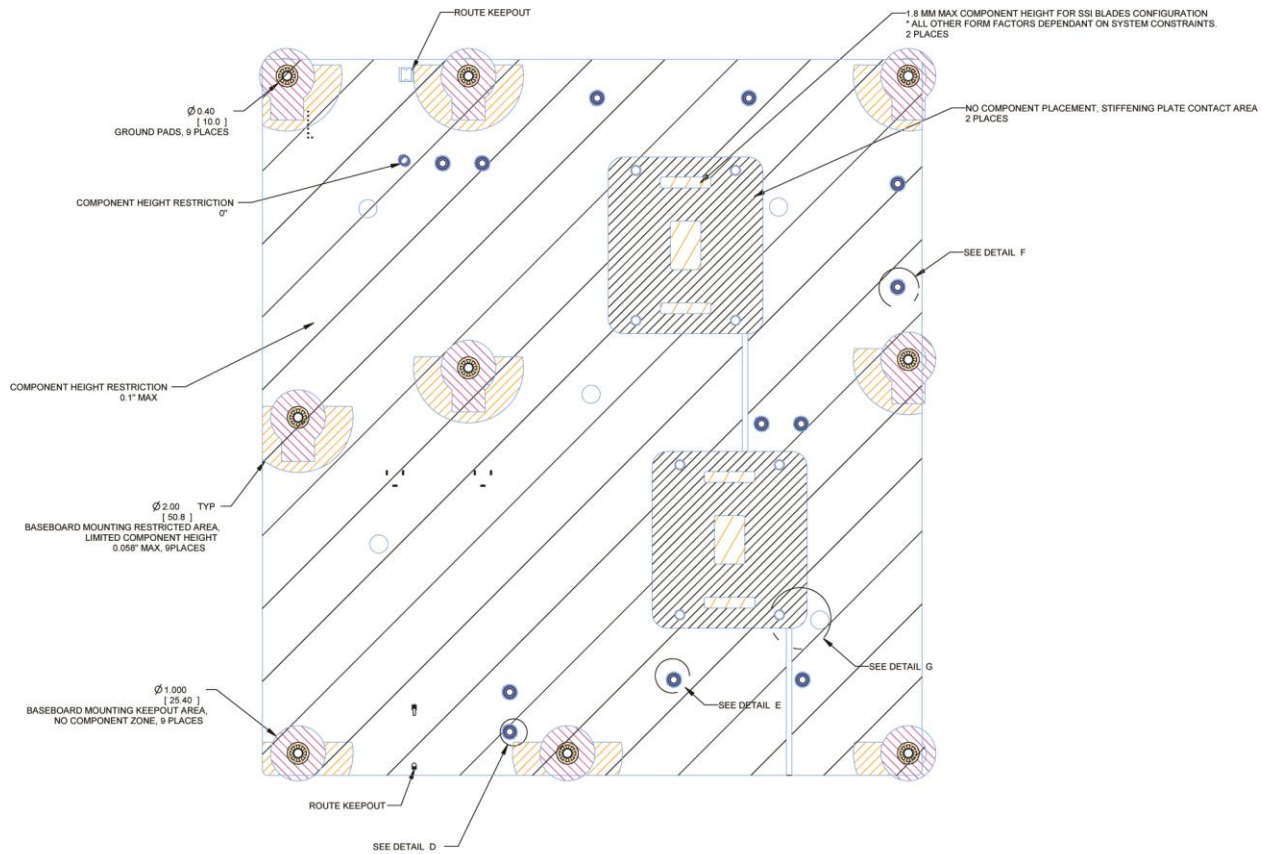 ROUTE KEEPOUT
1.8 MM MAX COMPONENT HEIGHT FOR SSI BLADES CONFIGURATION
* ALL OTHER FORM FACTORS DEPENDANT ON SYSTEM CONSTRAINTS.
2 PLACES
Ø 0.40
[ 10.0 ]
GROUND PADS, 9 PLACES
NO COMPONENT PLACEMENT, STIFFENING PLATE CONTACT AREA
2 PLACES
COMPONENT HEIGHT RESTRICTION
0"
SEE DETAIL F
COMPONENT HEIGHT RESTRICTION
0.1" MAX
Ø 2.00 TYP
[ 50.8 ]
BASEBOARD MOUNTING RESTRICTED AREA,
LIMITED COMPONENT HEIGHT
0.058" MAX, 9PLACES
SEE DETAIL G
Ø 1.000
[ 25.40 ]
BASEBOARD MOUNTING KEEPOUT AREA,
NO COMPONENT ZONE, 9 PLACES
SEE DETAIL E
ROUTE KEEPOUT
SEE DETAIL D